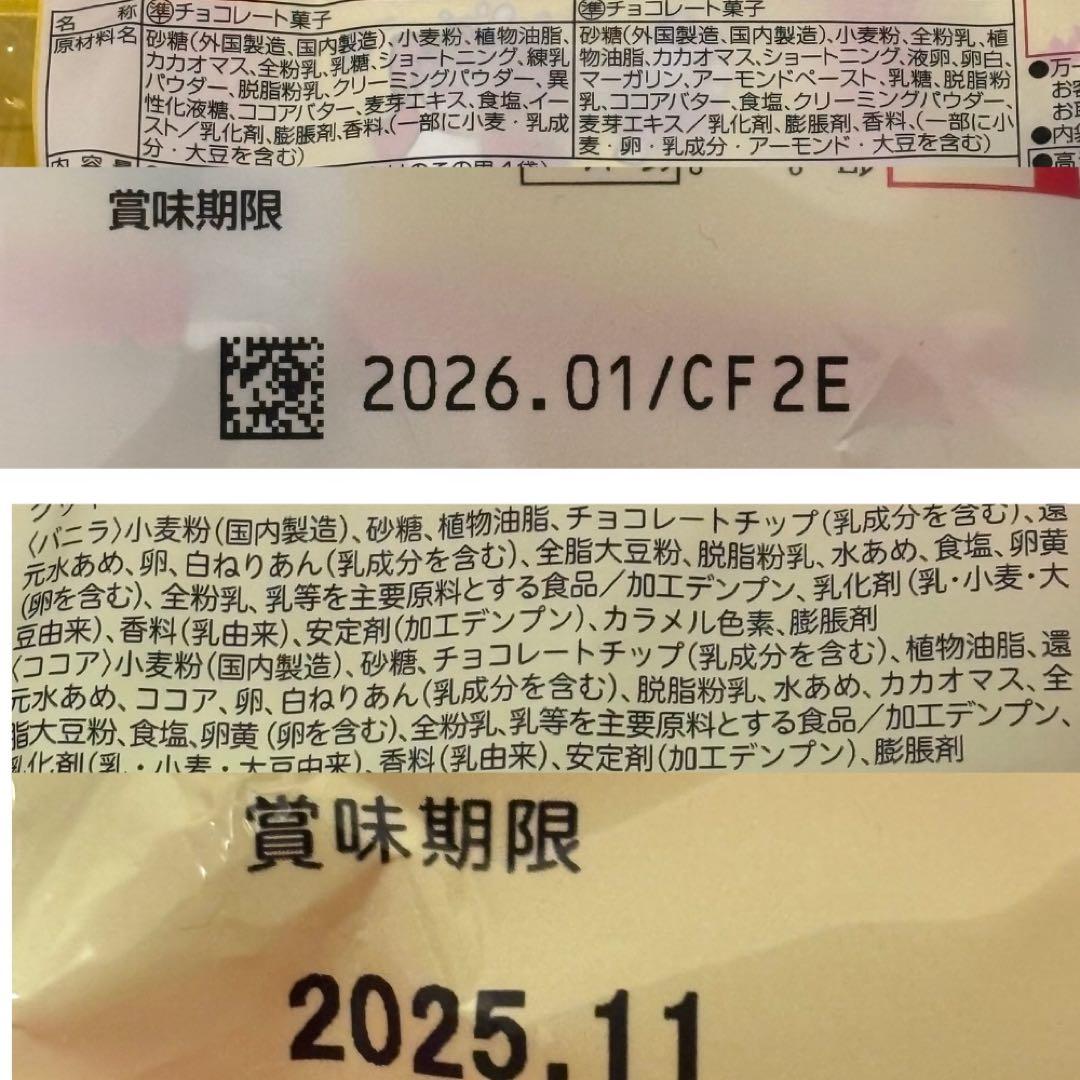 名 称
㊜チョコレート菓子
原材料名
砂糖(外国製造、国内製造)、小麦粉、植物油脂、
カカオマス、全粉乳、乳糖、ショートニング、練乳
パウダー、脱脂粉乳、クリーミングパウダー、異
性化液糖、ココアバター、麦芽エキス、食塩、イー
スト/乳化剤、膨脹剤、香料、(一部に小麦・乳成
分・大豆を含む)
㊜チョコレート菓子
砂糖(外国製造、国内製造)、小麦粉、全粉乳、植
物油脂、カカオマス、ショートニング、液卵、卵白、
マーガリン、アーモンドペースト、乳糖、脱脂粉
乳、ココアバター、食塩、クリーミングパウダー、
麦芽エキス/乳化剤、膨脹剤、香料、(一部に小
麦・卵・乳成分・アーモンド・大豆を含む)
内容量
●万一
お客
お取
●内袋
●高
賞味期限
2026.01/CF2E
〈バニラ〉小麦粉(国内製造)、砂糖、植物油脂、チョコレートチップ(乳成分を含む)、還
元水あめ、卵、白ねりあん(乳成分を含む)、全脂大豆粉、脱脂粉乳、水あめ、食塩、卵黄
(卵を含む)、全粉乳、乳等を主要原料とする食品/加工デンプン、乳化剤(乳・小麦・大
豆由来)、香料(乳由来)、安定剤(加工デンプン)、カラメル色素、膨脹剤
〈ココア〉小麦粉(国内製造)、砂糖、チョコレートチップ(乳成分を含む)、植物油脂、還
元水あめ、ココア、卵、白ねりあん(乳成分を含む)、脱脂粉乳、水あめ、カカオマス、全
脂大豆粉、食塩、卵黄(卵を含む)、全粉乳、乳等を主要原料とする食品/加工デンプン、
乳化剤(乳・小麦・大豆由来)、香料(乳由来)、安定剤(加工デンプン)、膨脹剤
賞味期限
2025.11